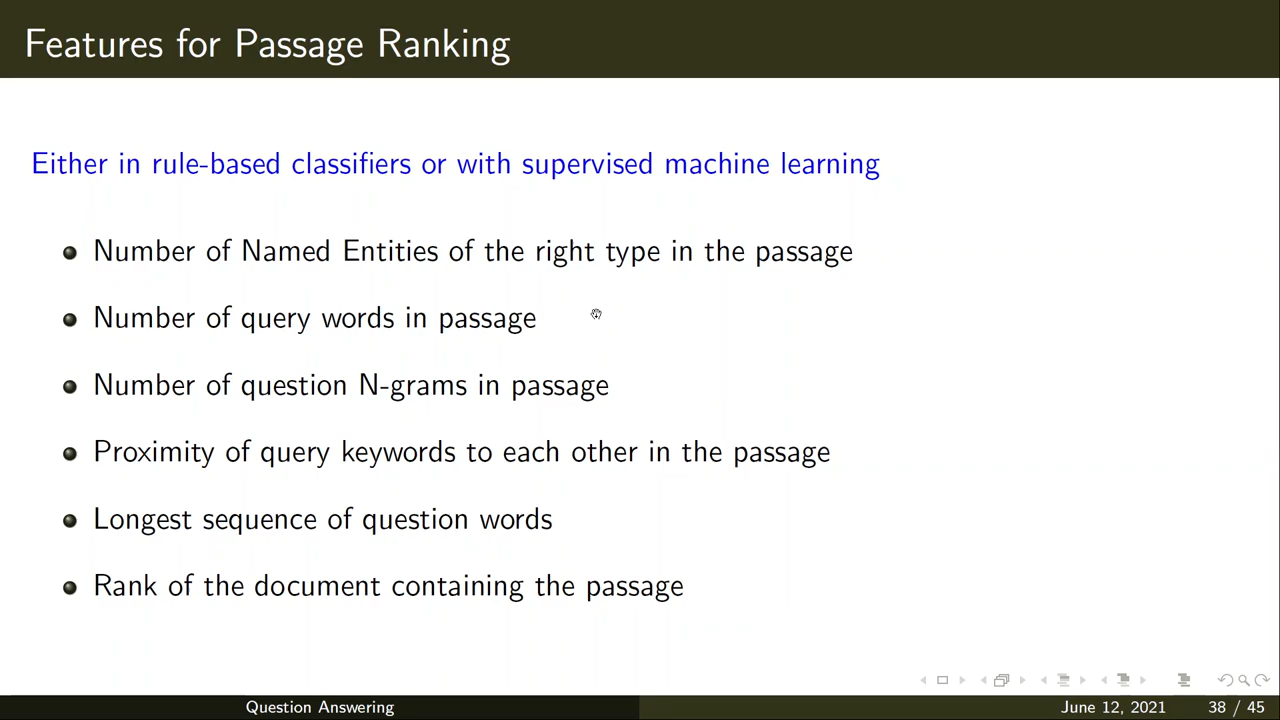 Features for Passage Ranking
Either in rule-based classifiers or with supervised machine learning
Number of Named Entities of the right type in the passage
Number of query words in passage
Number of question N-grams in passage
Proximity of query keywords to each other in the passage
Longest sequence of question words
Rank of the document containing the passage
Question Answering June 12, 2021 38 / 45